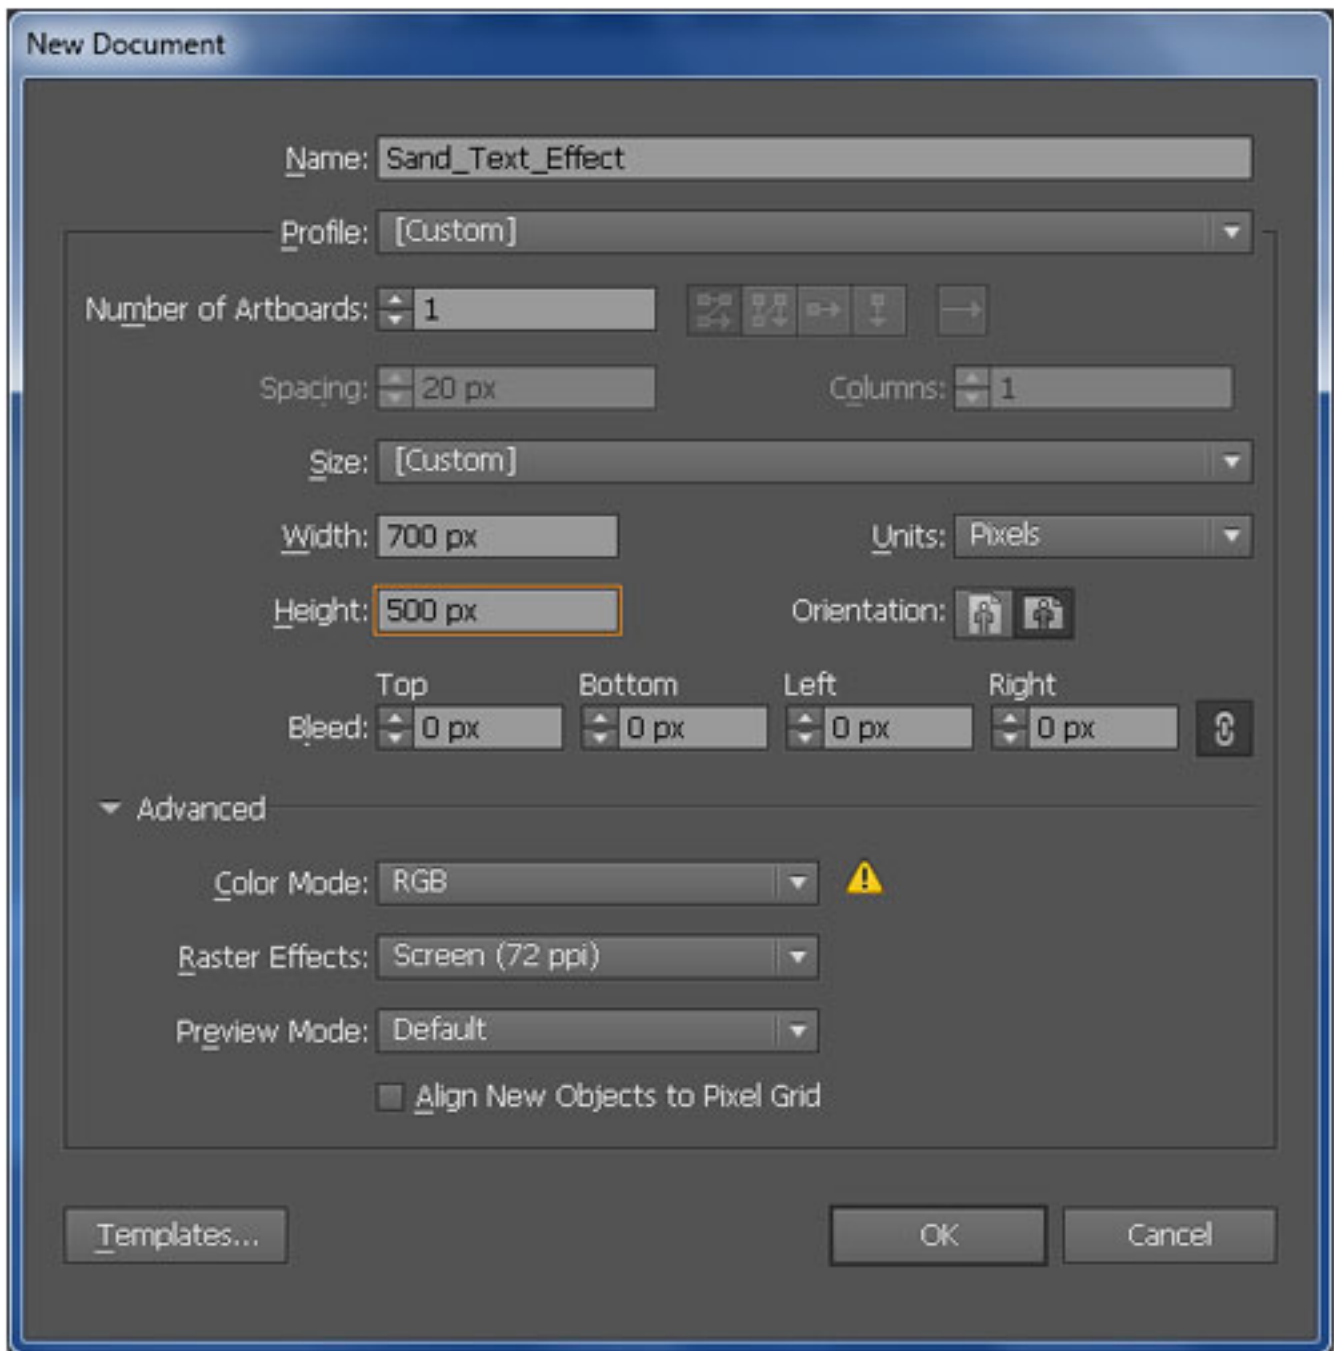 New Document
Name: Sand_Text_Effect
Profile: [Custom]
Number of Artboards: 1
Spacing: 20 px Columns: 1
Size: [Custom]
Width: 700 px Units: Pixels
Height: 500 px Orientation:
Top Bottom Left Right
Bleed: 0 px 0 px 0 px 0 px
Advanced
Color Mode: RGB
Raster Effects: Screen (72 ppi)
Preview Mode: Default
Align New Objects to Pixel Grid
Templates... OK Cancel